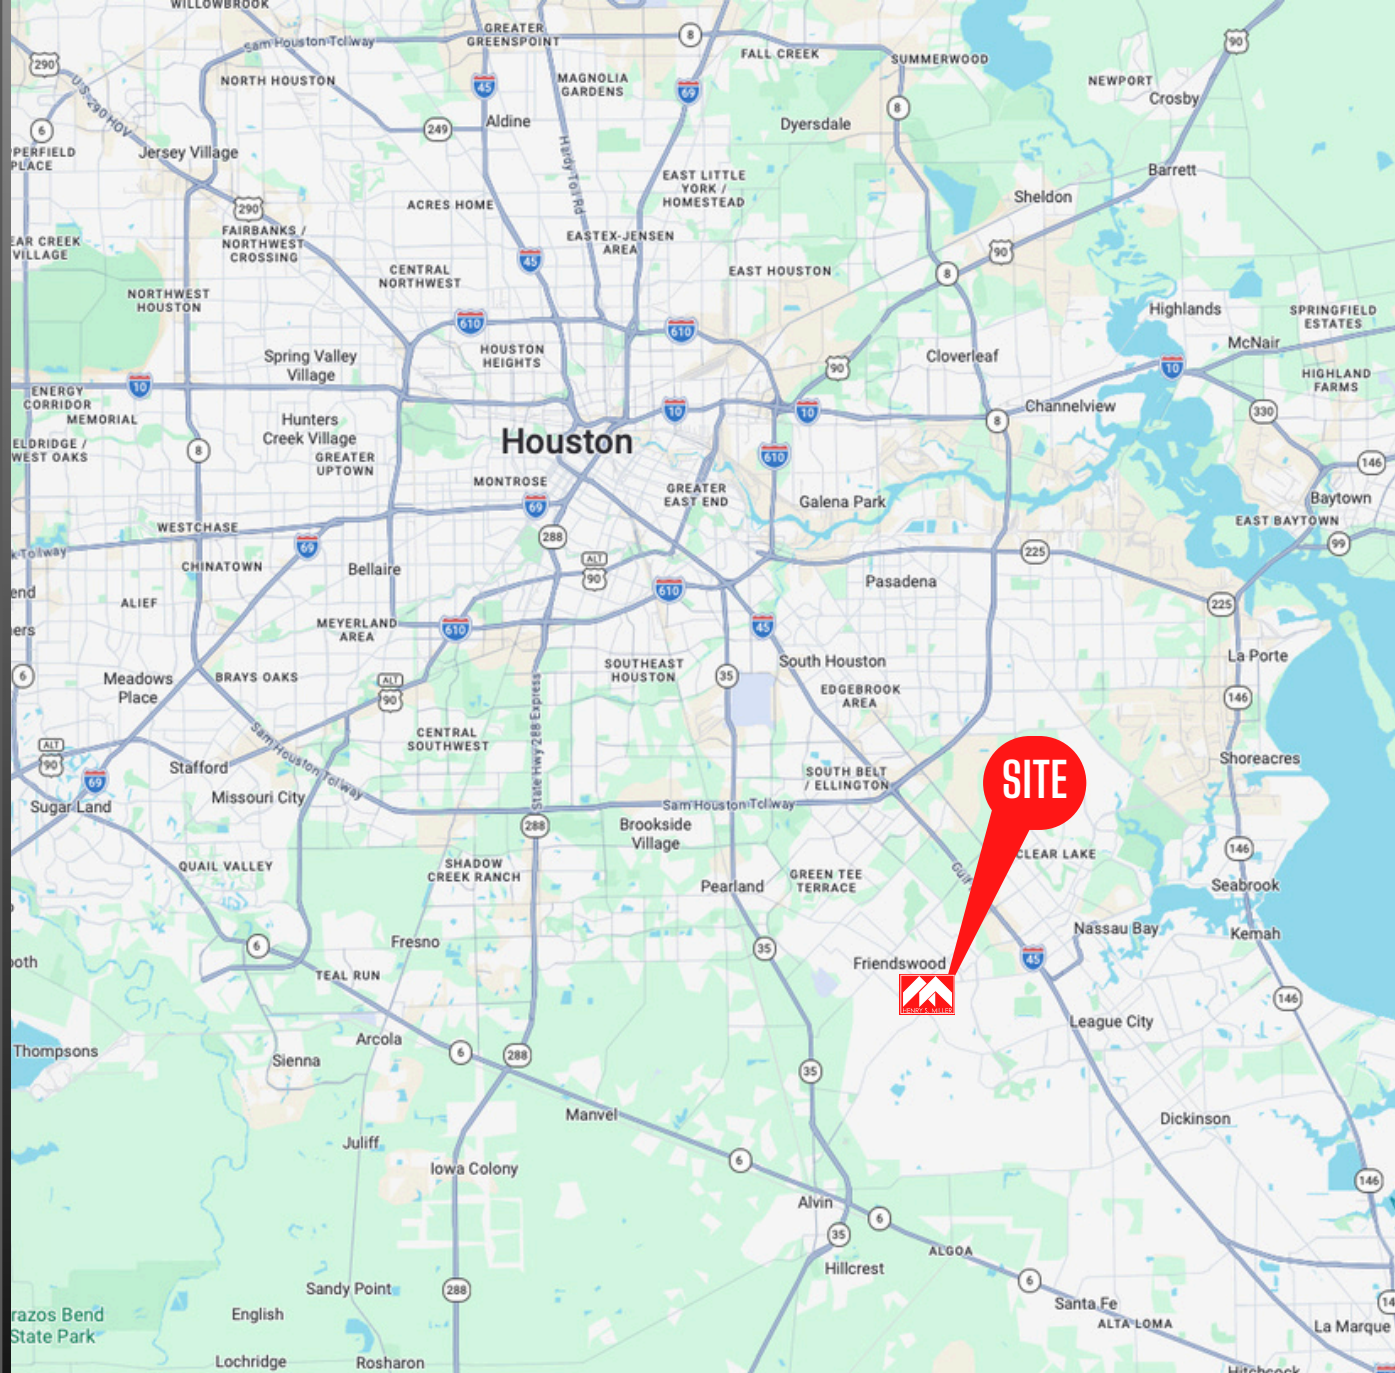 WILLOWBROOK
GREATER
GREENSPOINT
8
90
Sam Houston Tollway
FALL CREEK
SUMMERWOOD
290
NORTH HOUSTON
45
MAGNOLIA
GARDENS
69
NEWPORT
Crosby
U.S. 290 HOV
6
249
Aldine
Dyersdale
8
Jersey Village
Hardy Toll Rd
Barrett
EAST LITTLE
YORK /
HOMESTEAD
Sheldon
290
ACRES HOME
FAIRBANKS /
NORTHWEST
CROSSING
EASTEX-JENSEN
AREA
90
EAR CREEK
VILLAGE
45
CENTRAL
NORTHWEST
EAST HOUSTON
8
NORTHWEST
HOUSTON
Highlands
SPRINGFIELD
ESTATES
610
610
McNair
HOUSTON
HEIGHTS
Spring Valley
Village
Cloverleaf
90
10
HIGHLAND
FARMS
ENERGY
CORRIDOR
10
MEMORIAL
10
10
Channelview
330
Hunters
Creek Village
8
ELDRIDGE /
WEST OAKS
GREATER
UPTOWN
Houston
8
610
146
MONTROSE
GREATER
EAST END
Galena Park
Baytown
69
WESTCHASE
EAST BAYTOWN
288
69
99
k Tollway
CHINATOWN
Bellaire
ALT
90
225
Pasadena
end
ALIEF
610
225
ers
MEYERLAND
AREA
610
45
La Porte
6
Meadows
Place
BRAYS OAKS
ALT
90
SOUTHEAST
HOUSTON
35
South Houston
EDGEBROOK
AREA
146
State Hwy 288 Express
CENTRAL
SOUTHWEST
Sam Houston Tollway
ALT
90
69
Stafford
SITE
Shoreacres
SOUTH BELT
/ ELLINGTON
Sugar Land
Missouri City
Sam Houston Tollway
288
Brookside
Village
146
CLEAR LAKE
QUAIL VALLEY
SHADOW
CREEK RANCH
Pearland
GREEN TEE
TERRACE
Gulf
Seabrook
Nassau Bay
Kemah
6
Fresno
35
45
ooth
TEAL RUN
Friendswood
HENRY S. MILLER
146
League City
Arcola
Thompsons
Sienna
6
288
35
Manvel
Dickinson
Juliff
Iowa Colony
6
146
Alvin
6
35
ALGOA
Hillcrest
6
Sandy Point
288
Santa Fe
14
razos Bend
State Park
English
ALTA LOMA
La Marque
Lochridge
Rosharon
Hitchcock